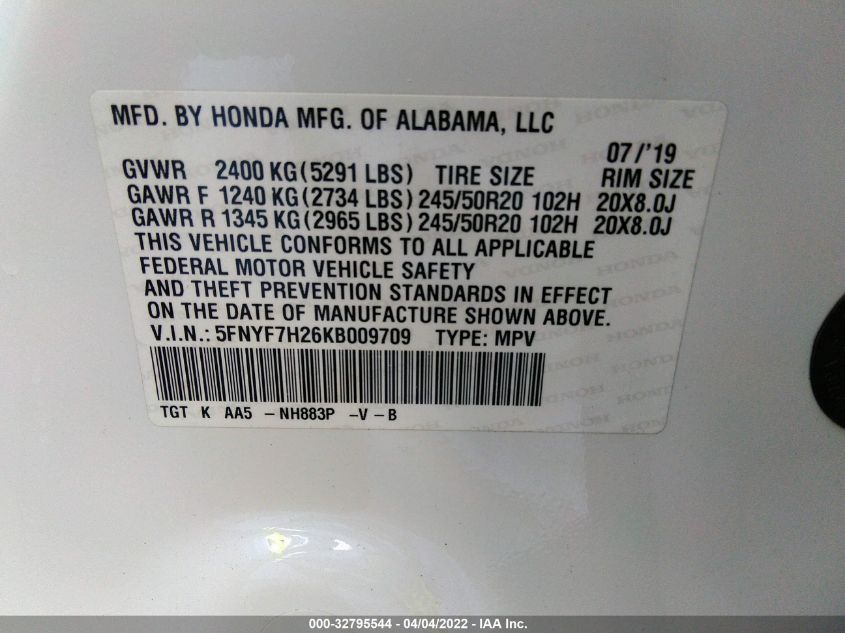 MFD. BY HONDA MFG. OF ALABAMA, LLC
07/'19
GVWR 2400 KG(5291 LBS) TIRE SIZE RIM SIZE
GAWR F 1240 KG(2734 LBS) 245/50R20 102H 20X8.0J
GAWR R 1345 KG(2965 LBS) 245/50R20 102H 20X8.0J
THIS VEHICLE CONFORMS TO ALL APPLICABLE
FEDERAL MOTOR VEHICLE SAFETY
AND THEFT PREVENTION STANDARDS IN EFFECT
ON THE DATE OF MANUFACTURE SHOWN ABOVE.
V.I.N.: 5FNYF7H26KB009709 TYPE: MPV
TGT K AA5 -NH883P -V-B
000-32795544 - 04/04/2022 - IAA Inc.